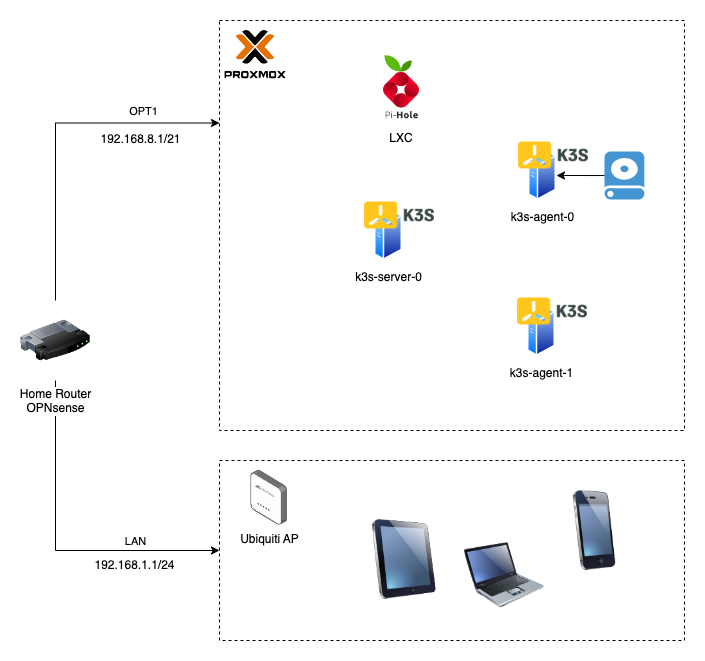 PROXMOX
OPT1
192.168.8.1/21
Pi-Hole
LXC
K3S
k3s-agent-0
K3S
k3s-server-0
K3S
k3s-agent-1
Home Router
OPNsense
LAN
192.168.1.1/24
Ubiquiti AP